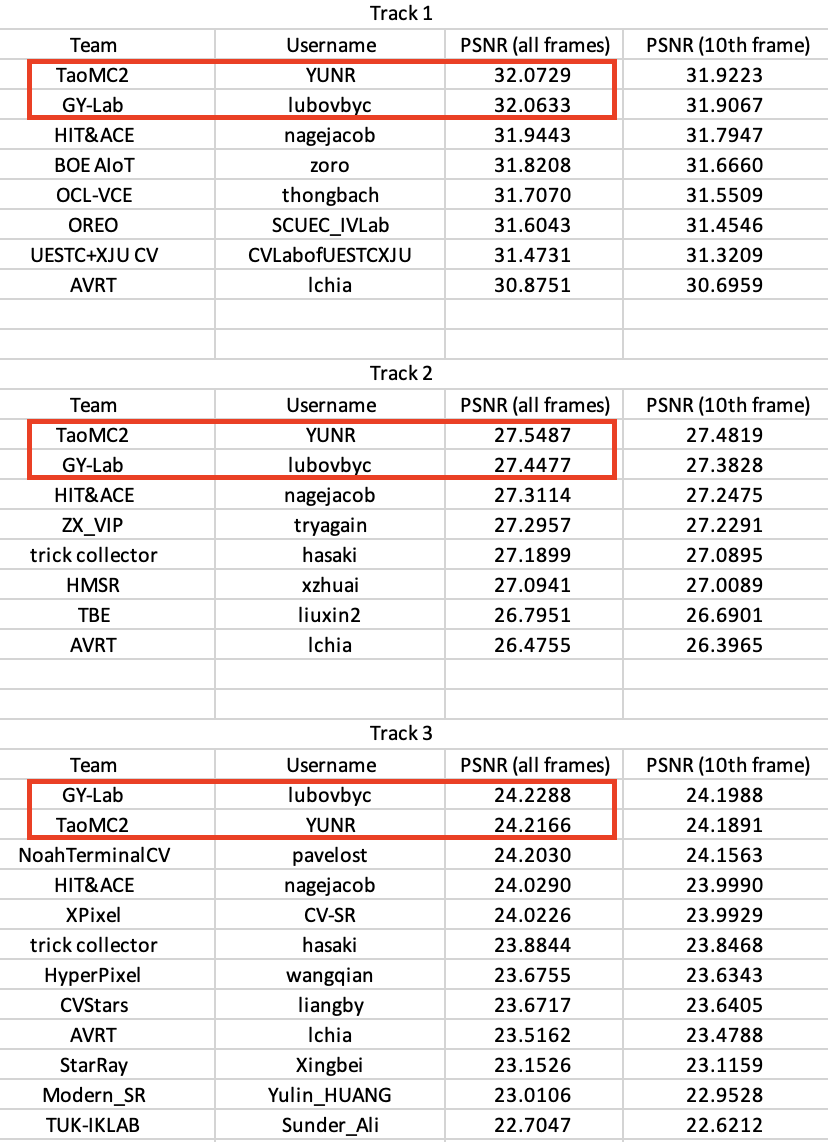 Track 1
Team Username PSNR (all frames) PSNR (10th frame)
TaoMC2 YUNR 32.0729 31.9223
GY-Lab lubovbyc 32.0633 31.9067
HIT&ACE nagejacob 31.9443 31.7947
BOE AIoT zoro 31.8208 31.6660
OCL-VCE thongbach 31.7070 31.5509
OREO SCUEC_IVLab 31.6043 31.4546
UESTC+XJU CV CVLabofUESTCXJU 31.4731 31.3209
AVRT lchia 30.8751 30.6959
Track 2
Team Username PSNR (all frames) PSNR (10th frame)
TaoMC2 YUNR 27.5487 27.4819
GY-Lab lubovbyc 27.4477 27.3828
HIT&ACE nagejacob 27.3114 27.2475
ZX_VIP tryagain 27.2957 27.2291
trick collector hasaki 27.1899 27.0895
HMSR xzhuai 27.0941 27.0089
TBE liuxin2 26.7951 26.6901
AVRT lchia 26.4755 26.3965
Track 3
Team Username PSNR (all frames) PSNR (10th frame)
GY-Lab lubovbyc 24.2288 24.1988
TaoMC2 YUNR 24.2166 24.1891
NoahTerminalCV pavelost 24.2030 24.1563
HIT&ACE nagejacob 24.0290 23.9990
XPixel CV-SR 24.0226 23.9929
trick collector hasaki 23.8844 23.8468
HyperPixel wangqian 23.6755 23.6343
CVStars liangby 23.6717 23.6405
AVRT lchia 23.5162 23.4788
StarRay Xingbei 23.1526 23.1159
Modern_SR Yulin_HUANG 23.0106 22.9528
TUK-IKLAB Sunder_Ali 22.7047 22.6212